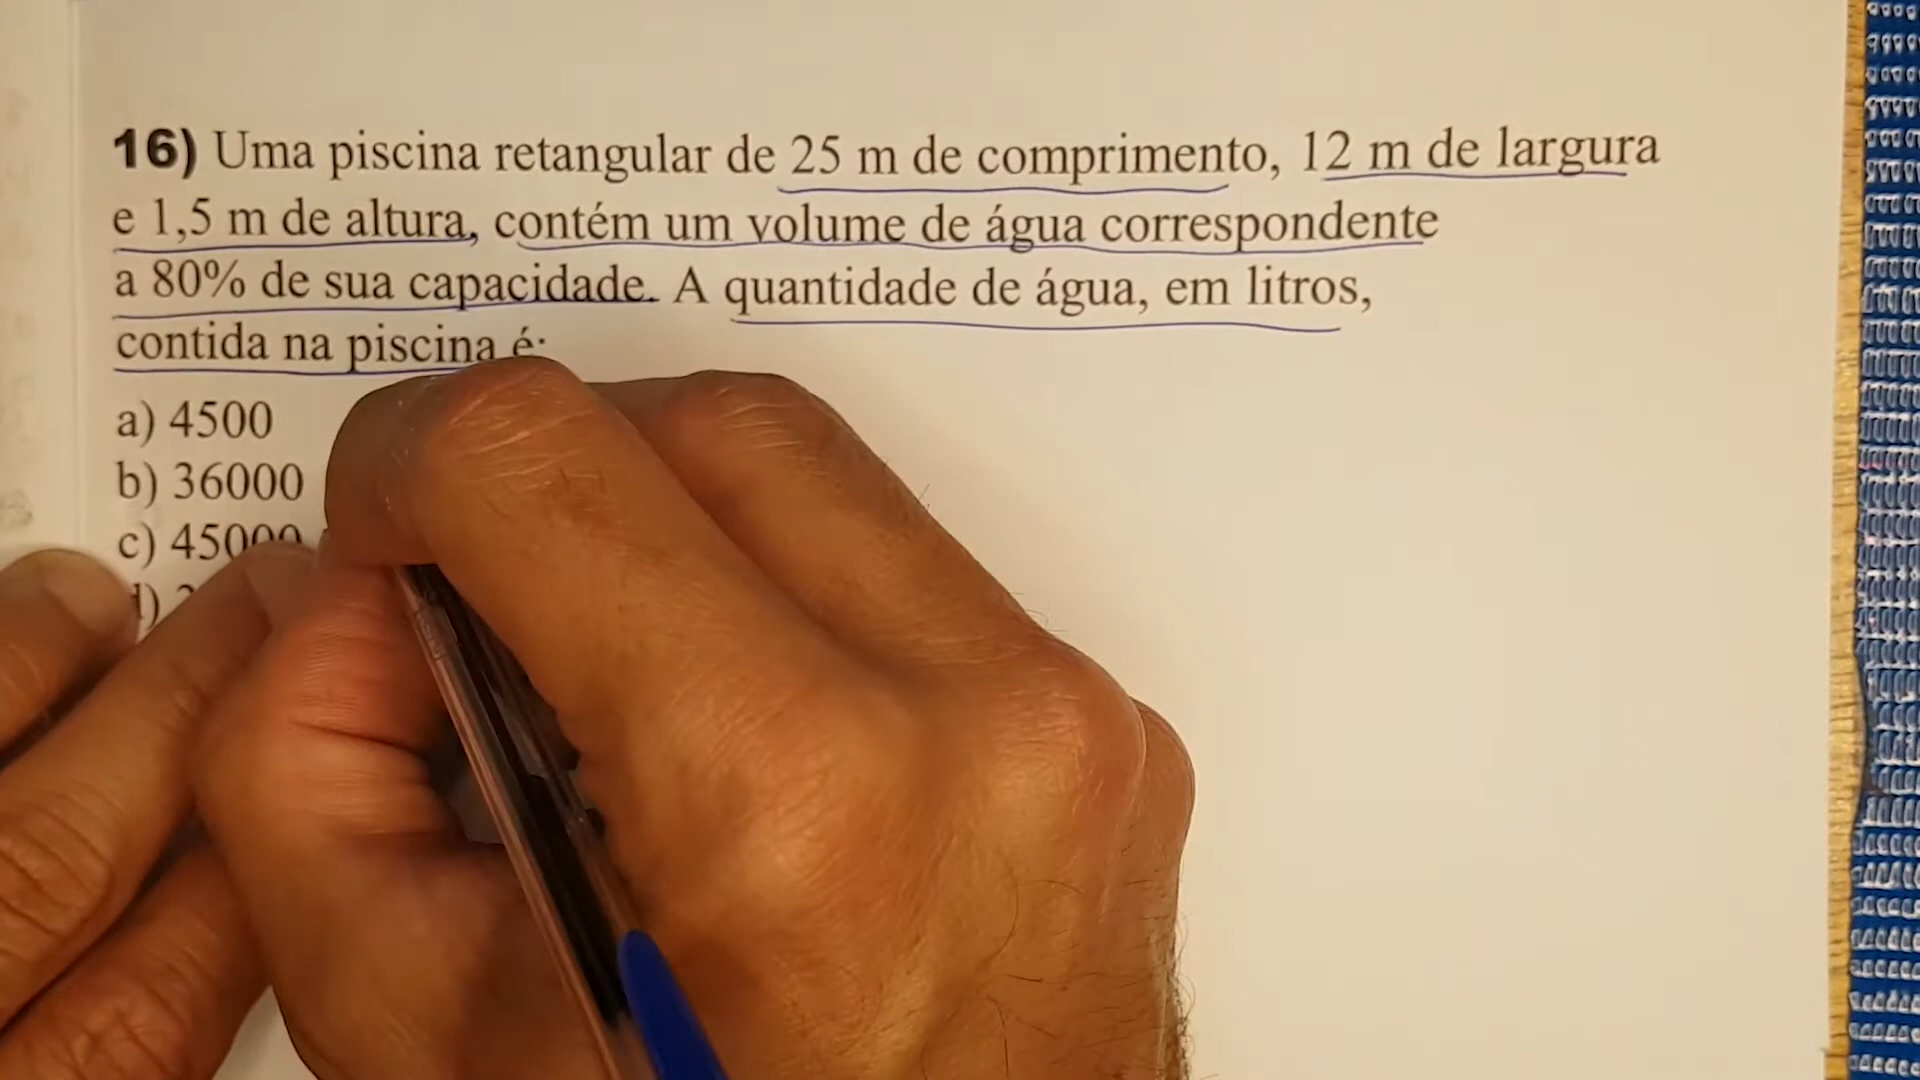 16) Uma piscina retangular de 25 m de comprimento, 12 m de largura
e 1,5 m de altura, contém um volume de água correspondente
a 80% de sua capacidade. A quantidade de água, em litros,
contida na piscina é:
a) 4500
b) 36000
c) 45000